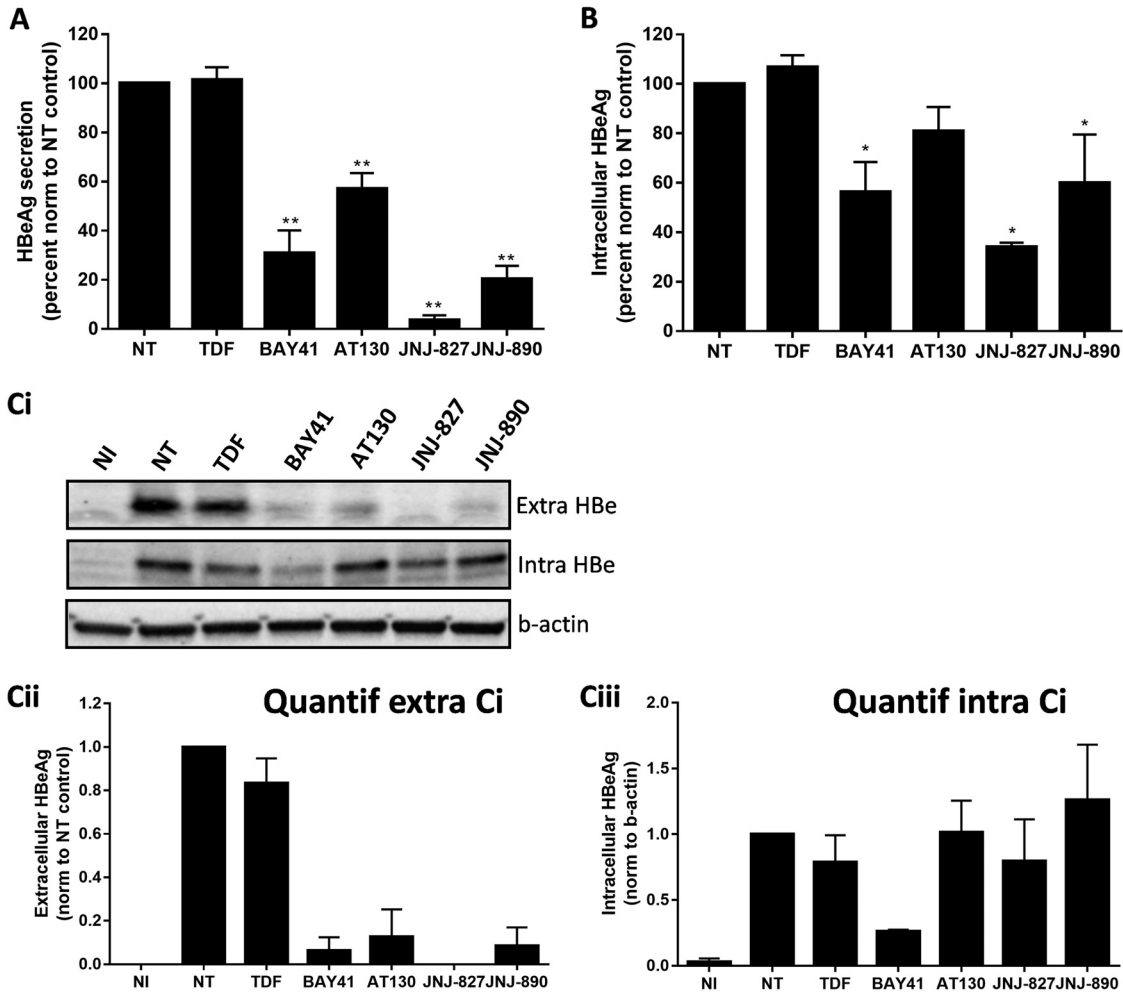 A
HBeAg secretion
(percent norm to NT control)
120
100
80
60
40
20
0
**
**
**
**
NT TDF BAY41 AT130 JNJ-827 JNJ-890
B
Intracellular HBeAg
(percent norm to NT control)
120
100
80
60
40
20
0
*
*
*
NT TDF BAY41 AT130 JNJ-827 JNJ-890
Ci
NI NT TDF BAY41 AT130 JNJ-827 JNJ-890
Extra HBe
Intra HBe
b-actin
Cii
Quantif extra Ci
Extracellular HBeAg
(norm to NT control)
1.2
1.0
0.8
0.6
0.4
0.2
0.0
NI NT TDF BAY41 AT130 JNJ-827 JNJ-890
Ciii
Quantif intra Ci
Intracellular HBeAg
(norm to b-actin)
2.0
1.5
1.0
0.5
0.0
NI NT TDF BAY41 AT130 JNJ-827 JNJ-890